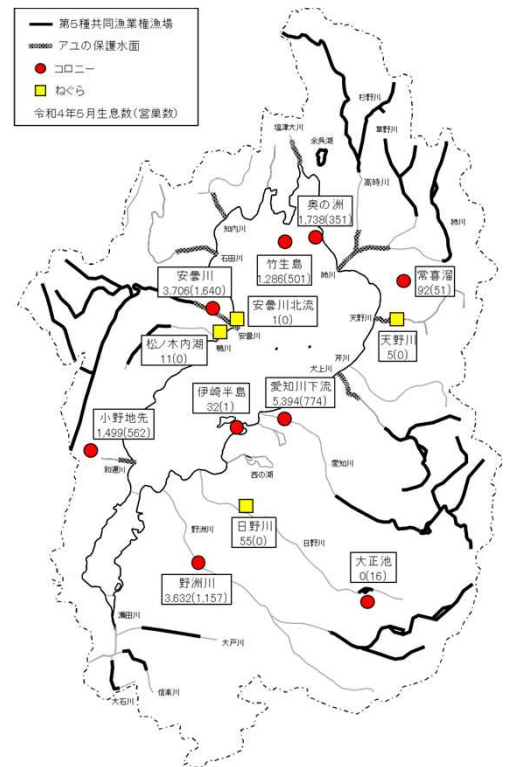 第5種共同漁業権漁場
アユの保護水面
コロニー
ねぐら
令和4年5月生息数(営巣数)
杉野川
草野川
塩津大川
余呉湖
高時川
姉川
奥の洲
1,738(351)
知内川
石田川
竹生島
1,286(501)
姉川
常喜溜
92(51)
安曇川
3,706(1,640)
安曇川北流
1(0)
安曇川
天野川
天野川
5(0)
松ノ木内湖
11(0)
鴨川
芹川
犬上川
伊崎半島
32(1)
愛知川下流
5,394(774)
小野地先
1,499(562)
和邇川
西の湖
愛知川
日野川
55(0)
野洲川
日野川
大正池
0(16)
野洲川
3,632(1,157)
瀬田川
大戸川
信楽川
大石川